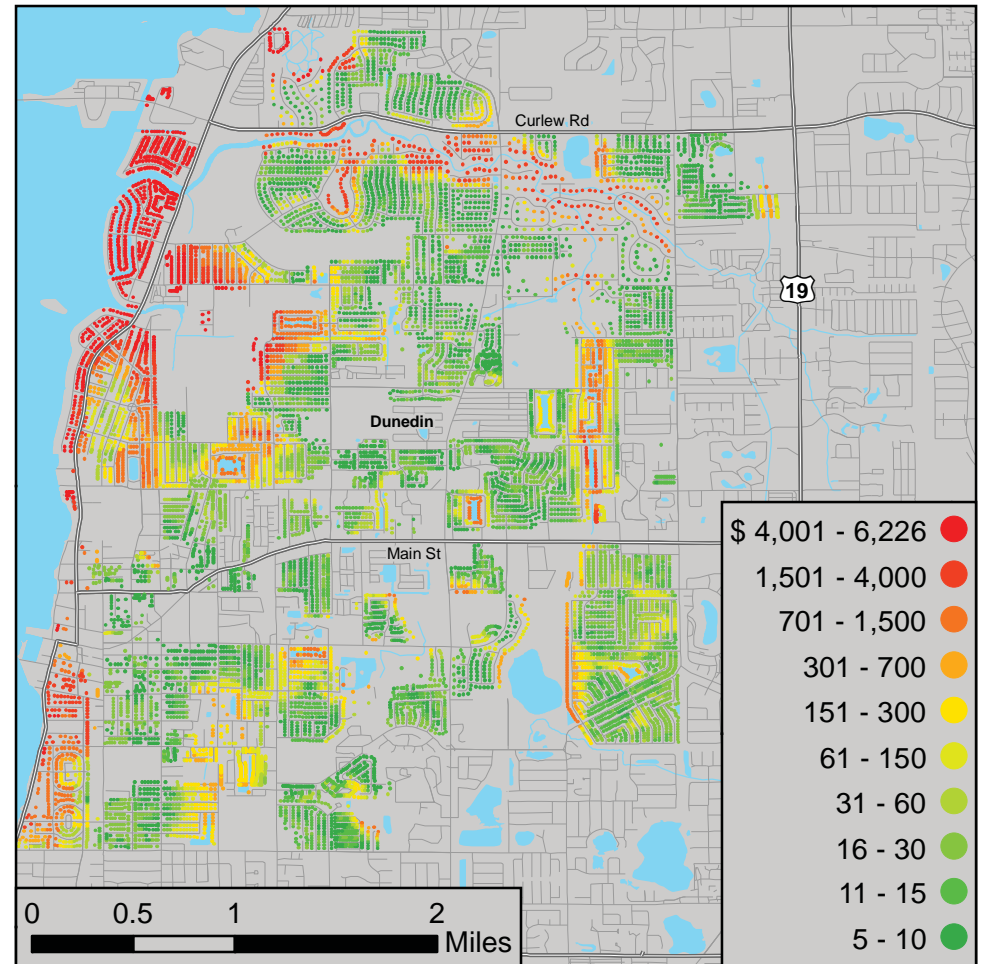 Curlew Rd
19
Dunedin
Main St
$ 4,001 - 6,226
1,501 - 4,000
701 - 1,500
301 - 700
151 - 300
61 - 150
31 - 60
16 - 30
11 - 15
5 - 10
0 0.5 1 2
Miles